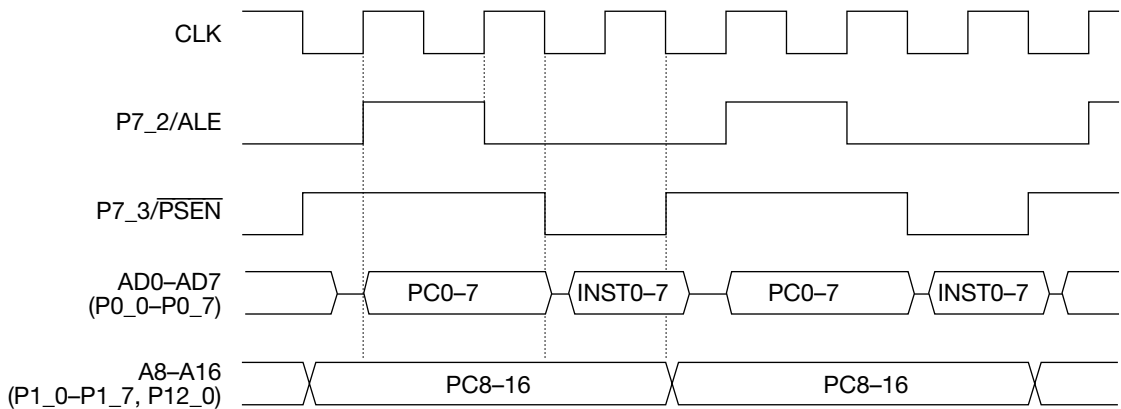 CLK
P7_2/ALE
P7_3/PSEN
AD0–AD7
(P0_0–P0_7)
PC0–7 INST0–7 PC0–7 INST0–7
A8–A16
(P1_0–P1_7, P12_0)
PC8–16 PC8–16